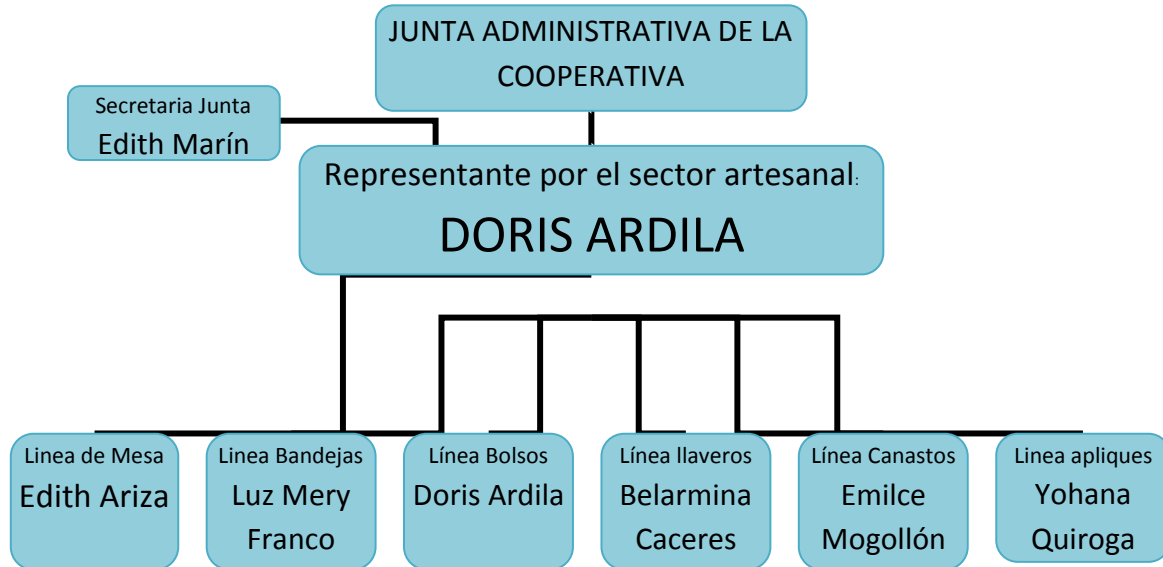 JUNTA ADMINISTRATIVA DE LA
COOPERATIVA
Secretaria Junta
Edith Marín
Representante por el sector artesanal:
DORIS ARDILA
Linea de Mesa
Edith Ariza
Linea Bandejas
Luz Mery
Franco
Línea Bolsos
Doris Ardila
Línea llaveros
Belarmina
Caceres
Línea Canastos
Emilce
Mogollón
Linea apliques
Yohana
Quiroga